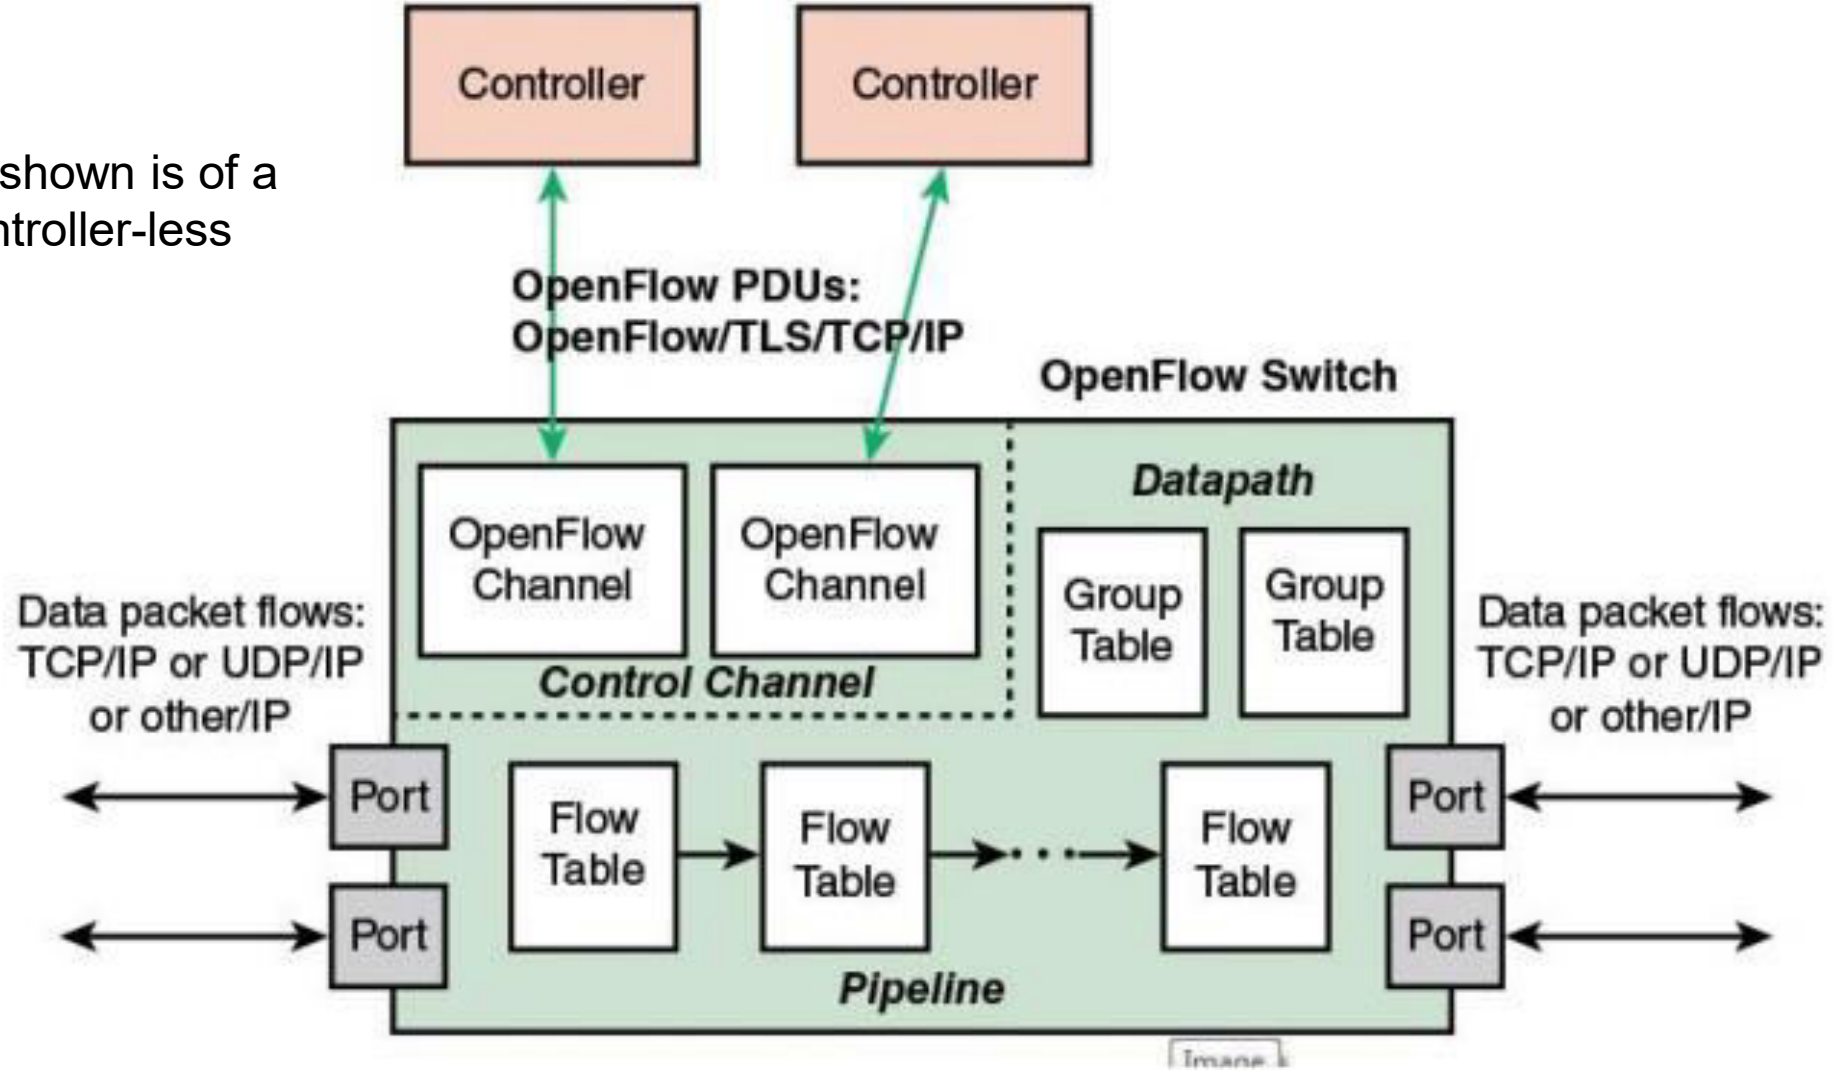 Controller
Controller
shown is of a
ntroller-less
OpenFlow PDUs:
OpenFlow/TLS/TCP/IP
OpenFlow Switch
OpenFlow
Channel
OpenFlow
Channel
Control Channel
Datapath
Group
Table
Group
Table
Data packet flows:
TCP/IP or UDP/IP
or other/IP
Data packet flows:
TCP/IP or UDP/IP
or other/IP
Port
Port
Flow
Table
Flow
Table
Flow
Table
Port
Port
Pipeline
Image